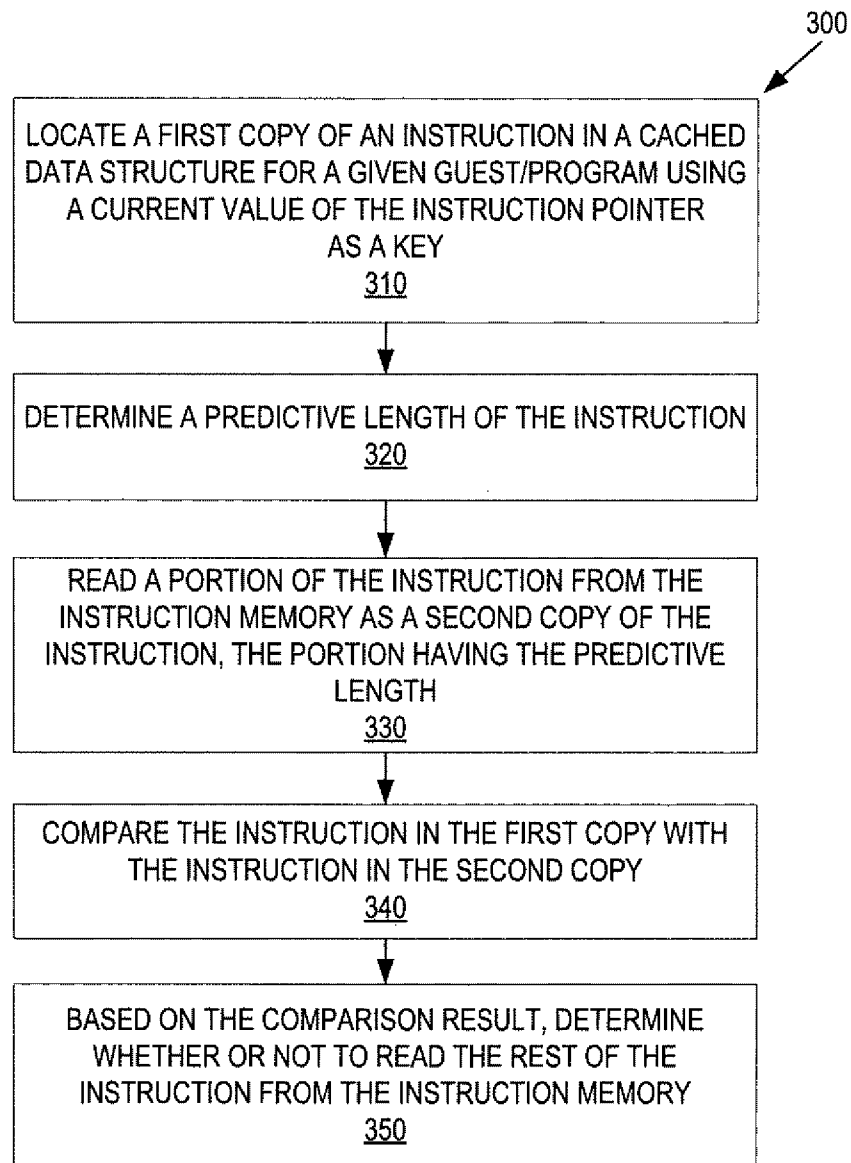 300
LOCATE A FIRST COPY OF AN INSTRUCTION IN A CACHED
DATA STRUCTURE FOR A GIVEN GUEST/PROGRAM USING
A CURRENT VALUE OF THE INSTRUCTION POINTER
AS A KEY
310
DETERMINE A PREDICTIVE LENGTH OF THE INSTRUCTION
320
READ A PORTION OF THE INSTRUCTION FROM THE
INSTRUCTION MEMORY AS A SECOND COPY OF THE
INSTRUCTION, THE PORTION HAVING THE PREDICTIVE
LENGTH
330
COMPARE THE INSTRUCTION IN THE FIRST COPY WITH
THE INSTRUCTION IN THE SECOND COPY
340
BASED ON THE COMPARISON RESULT, DETERMINE
WHETHER OR NOT TO READ THE REST OF THE
INSTRUCTION FROM THE INSTRUCTION MEMORY
350